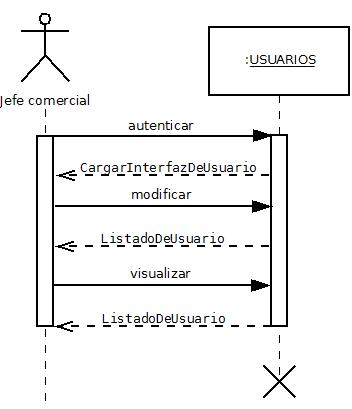 Jefe comercial
:USUARIOS
autenticar
CargarInterfazDeUsuario
modificar
ListadoDeUsuario
visualizar
ListadoDeUsuario